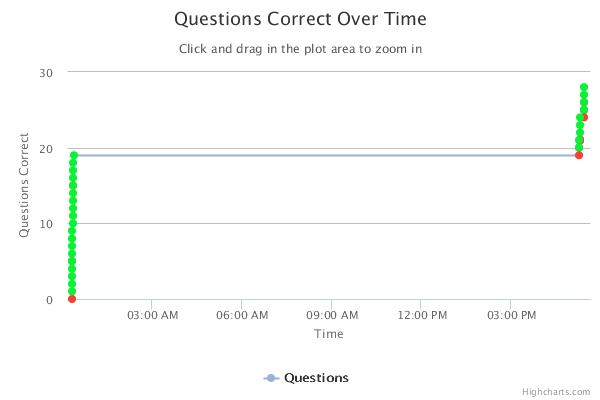 Questions Correct Over Time
Click and drag in the plot area to zoom in
30
20
10
0
Questions Correct
03:00 AM 06:00 AM 09:00 AM 12:00 PM 03:00 PM
Time
Questions
Highcharts.com